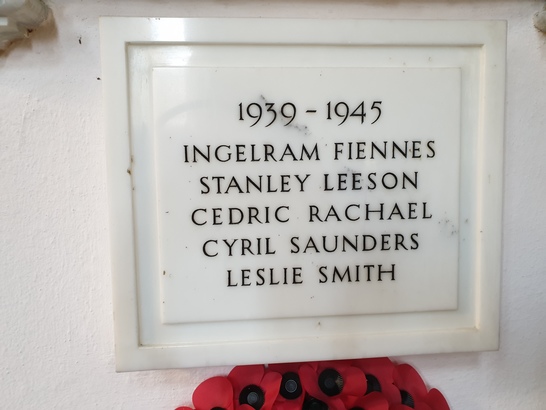 1939 - 1945
INGELRAM FIENNES
STANLEY LEESON
CEDRIC RACHAEL
CYRIL SAUNDERS
LESLIE SMITH